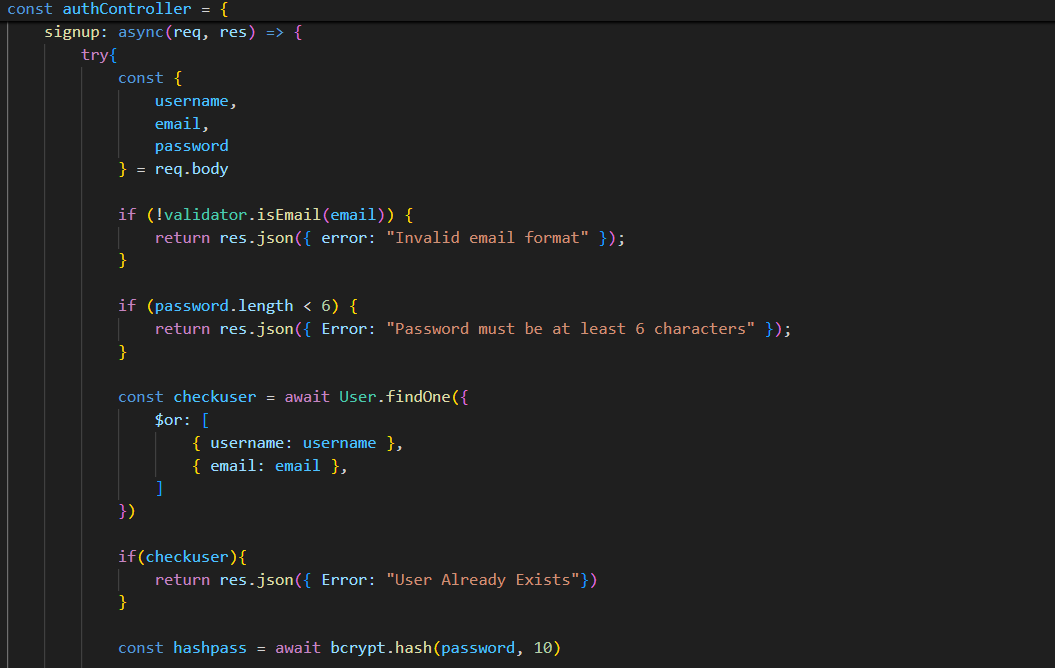 const authController = {
signup: async(req, res) => {
try{
const {
username,
email,
password
} = req.body
if (!validator.isEmail(email)) {
return res.json({ error: "Invalid email format" });
}
if (password.length < 6) {
return res.json({ Error: "Password must be at least 6 characters" });
}
const checkuser = await User.findOne({
$or: [
{ username: username },
{ email: email },
]
})
if(checkuser){
return res.json({ Error: "User Already Exists"})
}
const hashpass = await bcrypt.hash(password, 10)